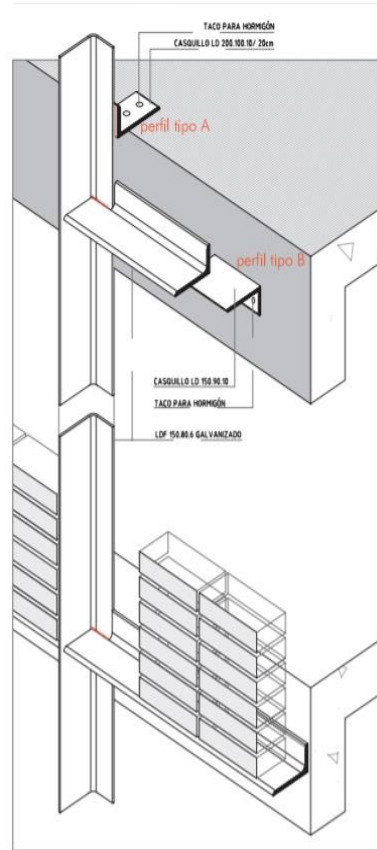 TACO PARA HORMIGÓN
CASQUILLO LD 200.100.10/ 20cm
perfil tipo A
perfil tipo B
CASQUILLO LD 150.90.10
TACO PARA HORMIGÓN
LDF 150.80.6 GALVANIZADO